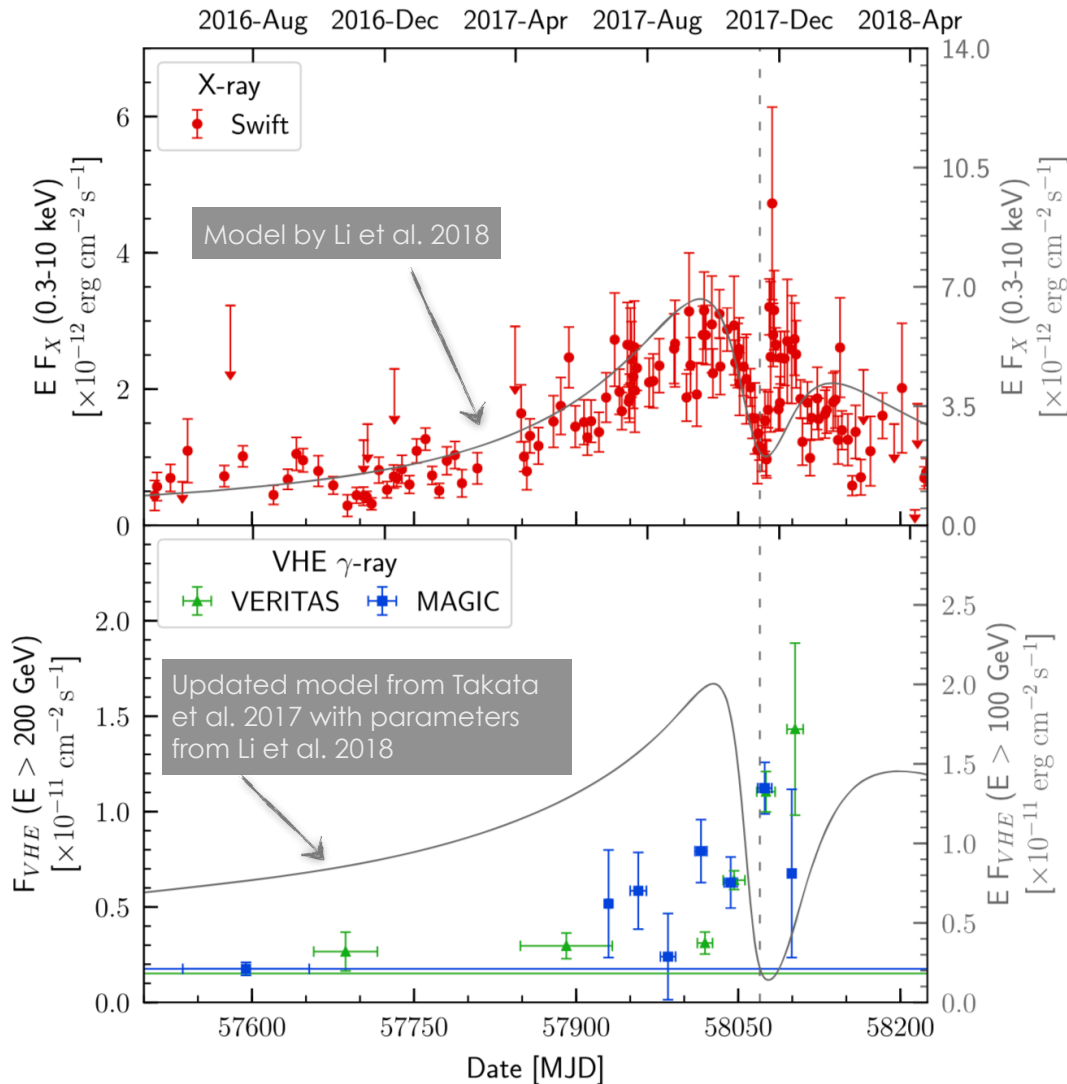 2016-Aug 2016-Dec 2017-Apr 2017-Aug 2017-Dec 2018-Apr
X-ray
Swift
Model by Li et al. 2018
E F_X (0.3-10 keV)
[×10⁻¹² erg cm⁻² s⁻¹]
6
4
2
0
14.0
10.5
7.0
3.5
0.0
E F_X (0.3-10 keV)
[×10⁻¹² erg cm⁻² s⁻¹]
VHE γ-ray
VERITAS MAGIC
Updated model from Takata
et al. 2017 with parameters
from Li et al. 2018
F_VHE (E > 200 GeV)
[×10⁻¹¹ cm⁻² s⁻¹]
2.0
1.5
1.0
0.5
0.0
2.5
2.0
1.5
1.0
0.5
0.0
E F_VHE (E > 100 GeV)
[×10⁻¹¹ erg cm⁻² s⁻¹]
57600 57750 57900 58050 58200
Date [MJD]